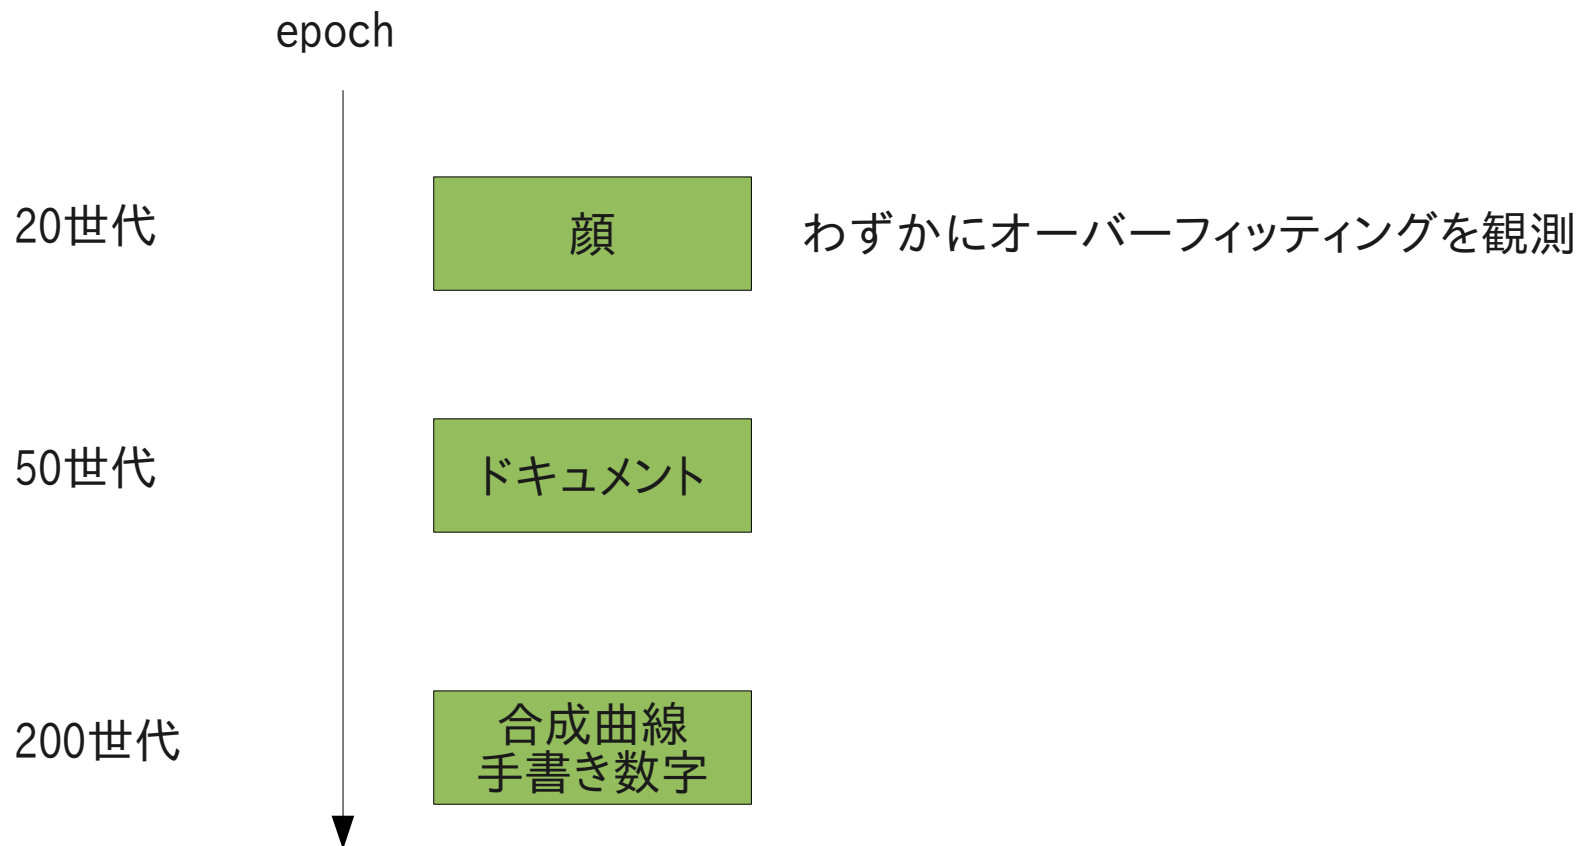 epoch
20世代
顔
わずかにオーバーフィッティングを観測
50世代
ドキュメント
200世代
合成曲線
手書き数字